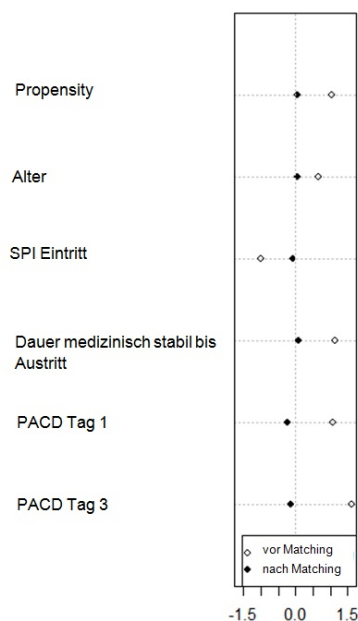 Propensity
Alter
SPI Eintritt
Dauer medizinisch stabil bis
Austritt
PACD Tag 1
PACD Tag 3
vor Matching
nach Matching
-1.5 0.0 1.5